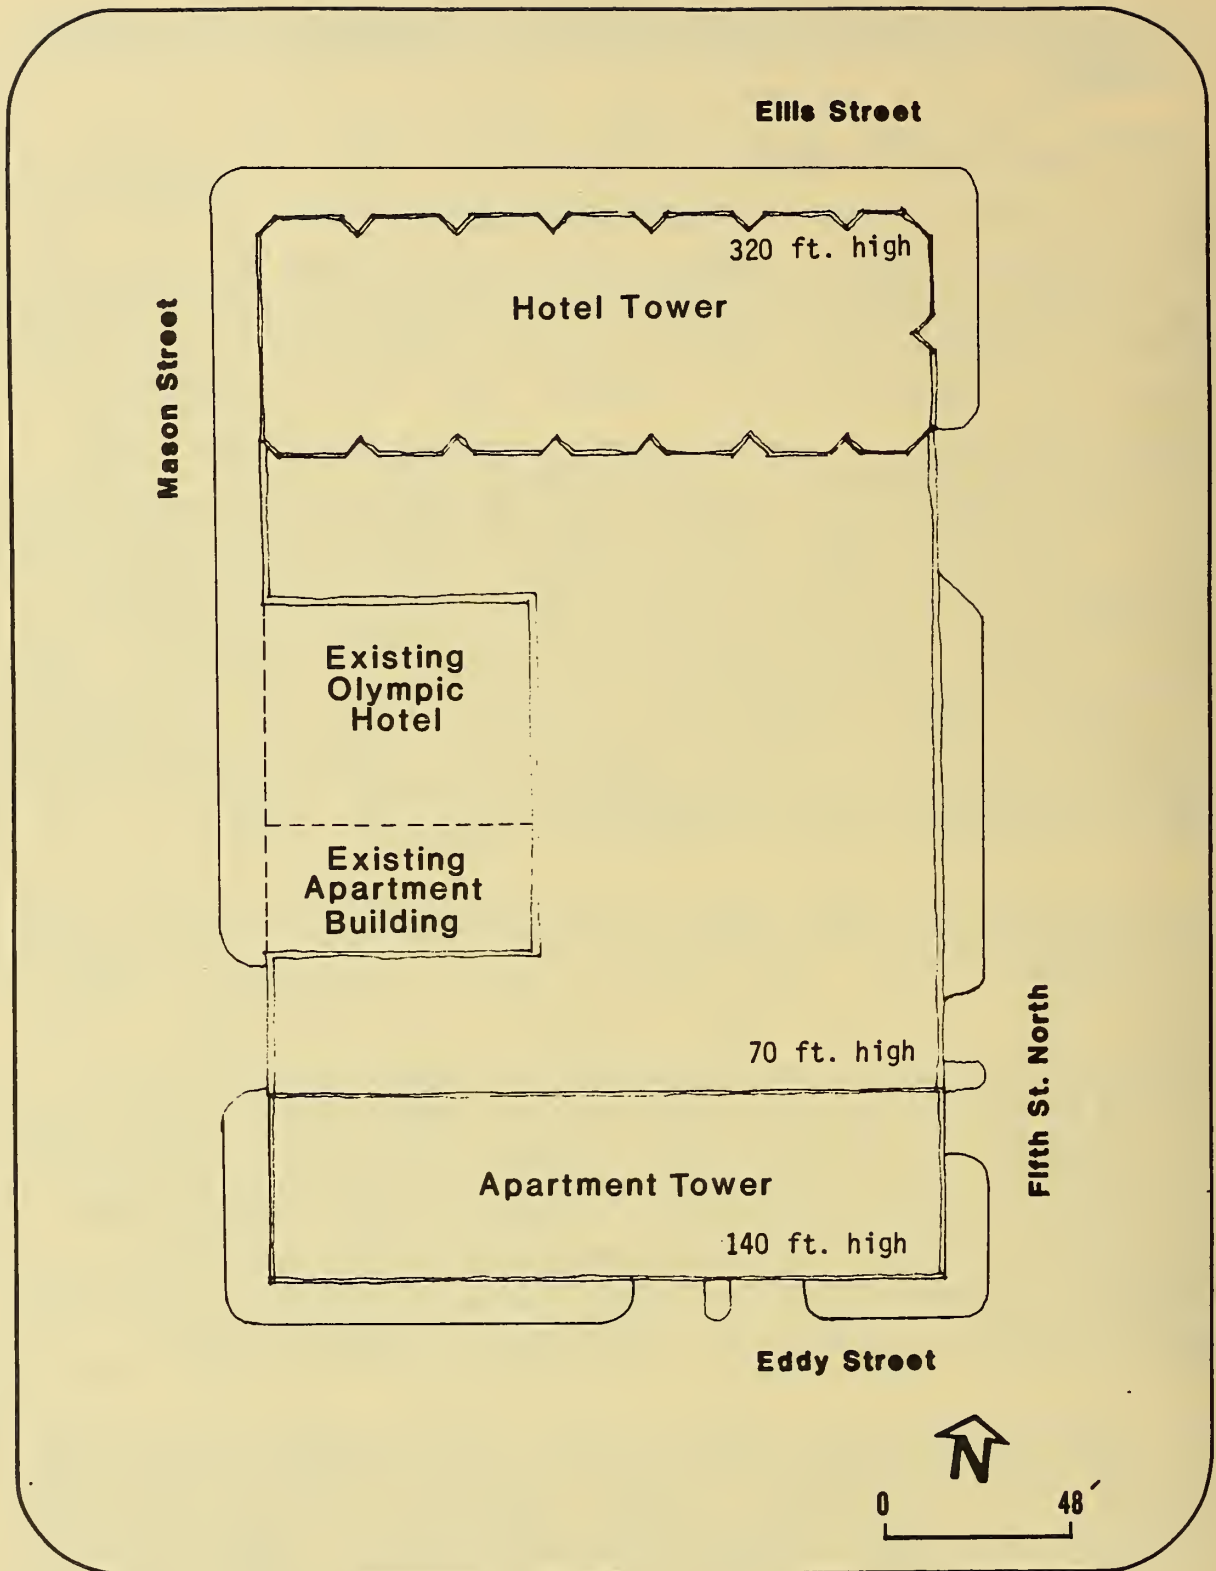 Ellis Street
320 ft. high
Hotel Tower
Mason Street
Existing
Olympic
Hotel
Existing
Apartment
Building
70 ft. high
Fifth St. North
Apartment Tower
140 ft. high
Eddy Street
N
0 48'